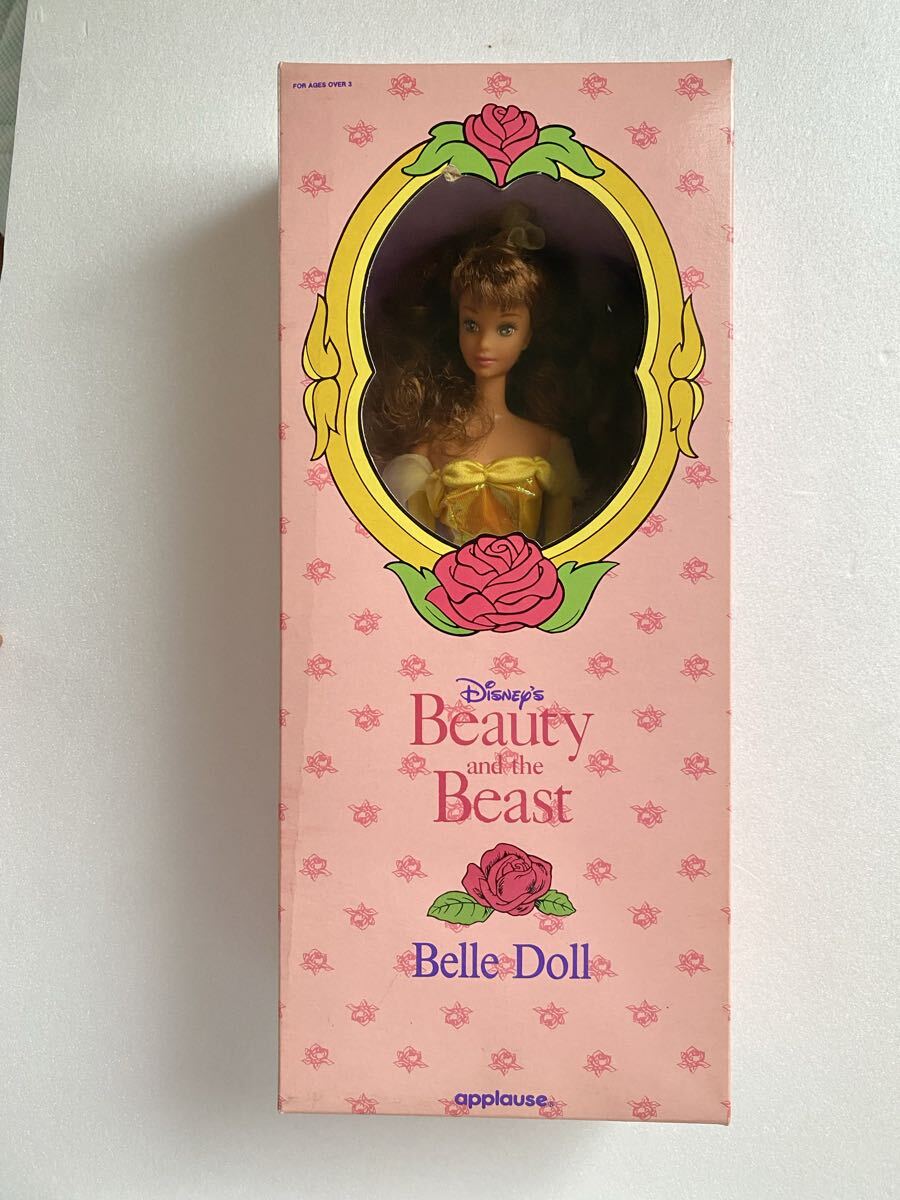 FOR AGES OVER 3
Disney's
Beauty
and the
Beast
Belle Doll
applause®